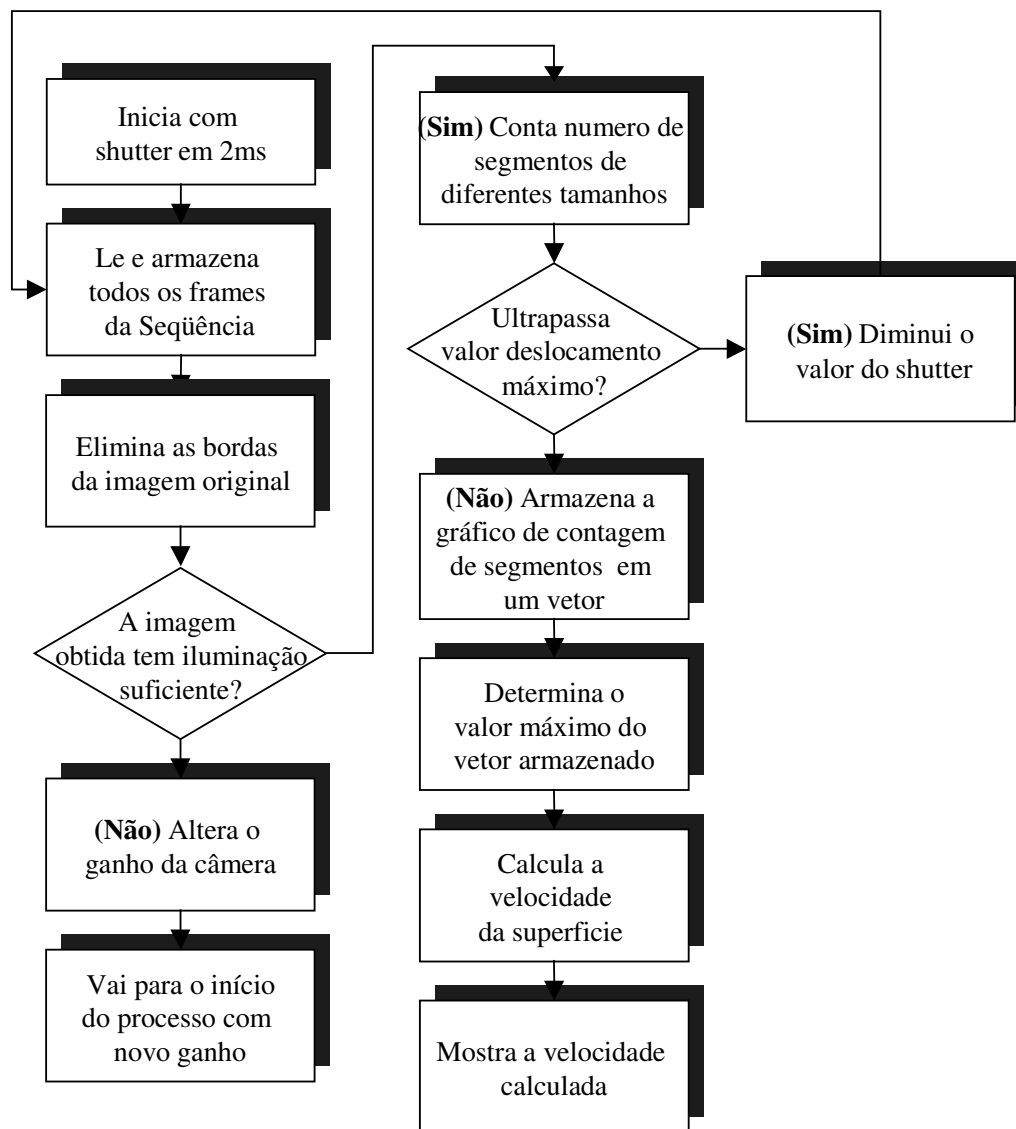 Inicia com
shutter em 2ms
Le e armazena
todos os frames
da Seqüência
Elimina as bordas
da imagem original
A imagem
obtida tem iluminação
suficiente?
(Não) Altera o
ganho da câmera
Vai para o início
do processo com
novo ganho
(Sim) Conta numero de
segmentos de
diferentes tamanhos
Ultrapassa
valor deslocamento
máximo?
(Sim) Diminui o
valor do shutter
(Não) Armazena a
gráfico de contagem
de segmentos em
um vetor
Determina o
valor máximo do
vetor armazenado
Calcula a
velocidade
da superficie
Mostra a velocidade
calculada